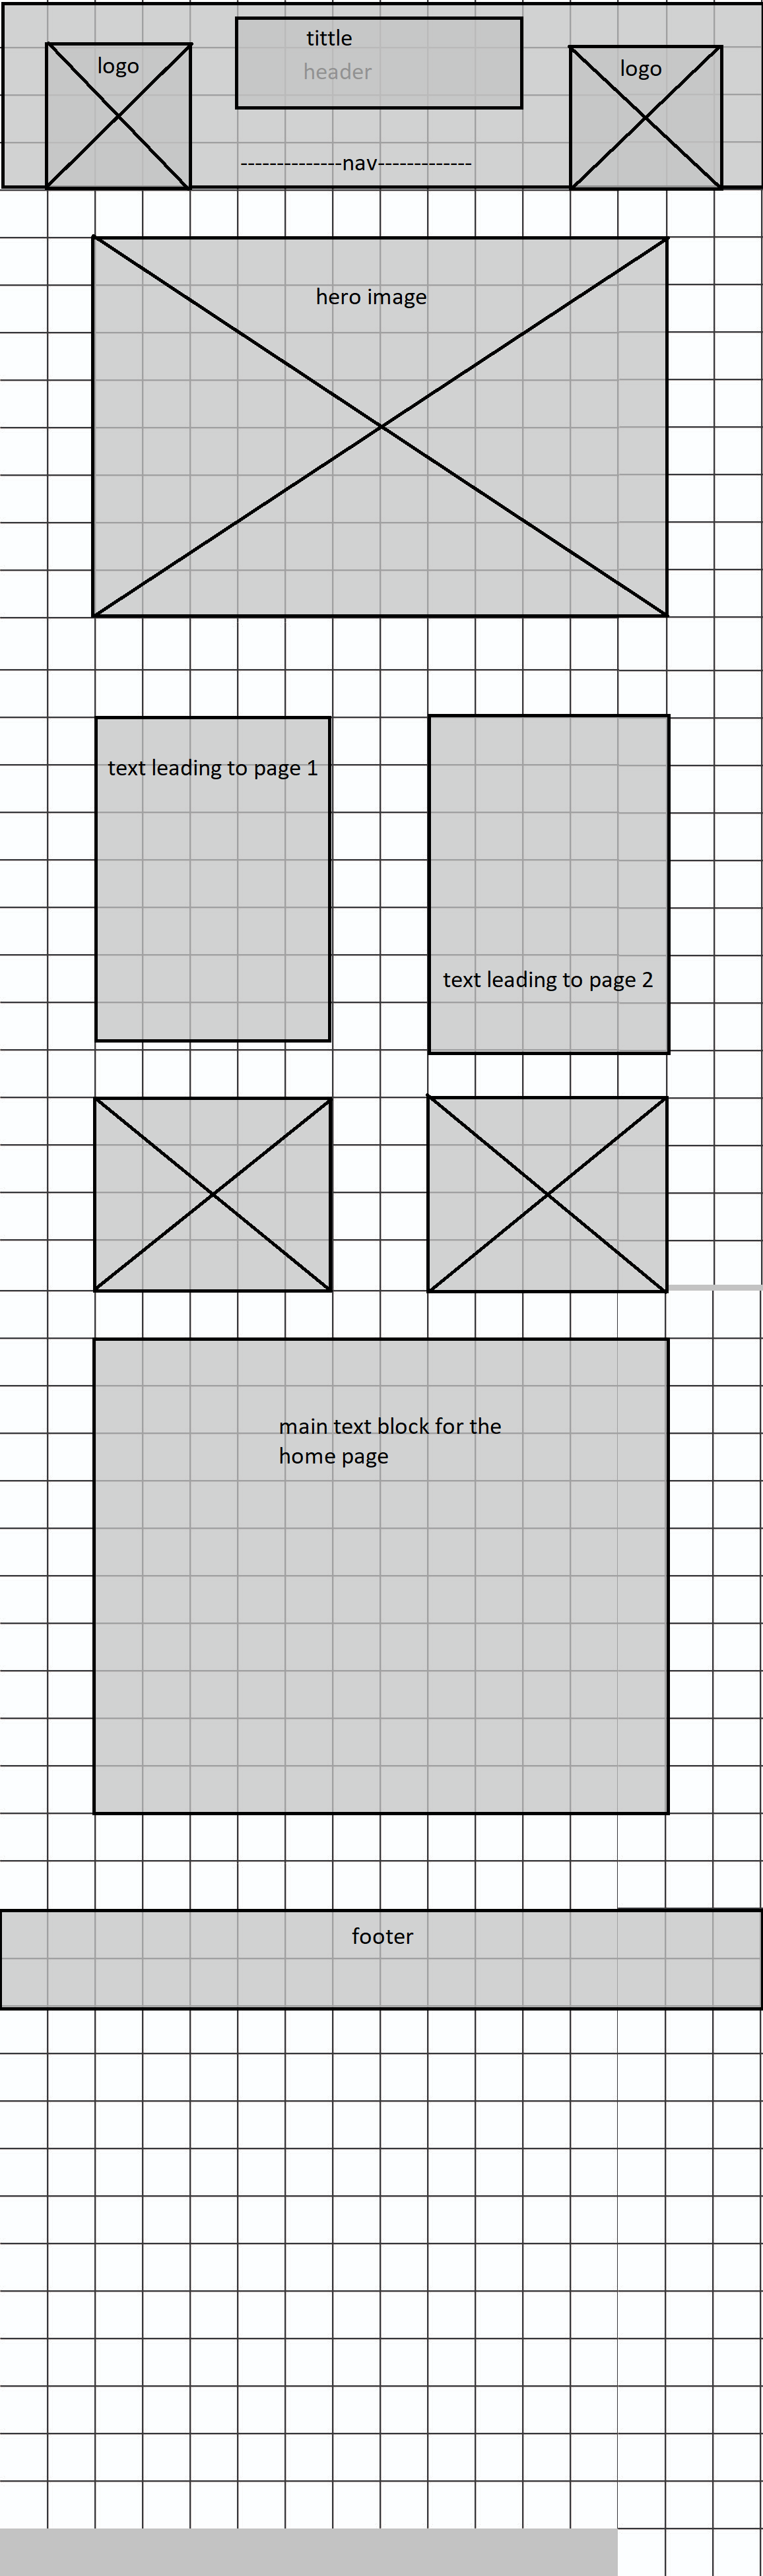 tittle
header
logo
logo
--------------nav-------------
hero image
text leading to page 1
text leading to page 2
main text block for the
home page
footer